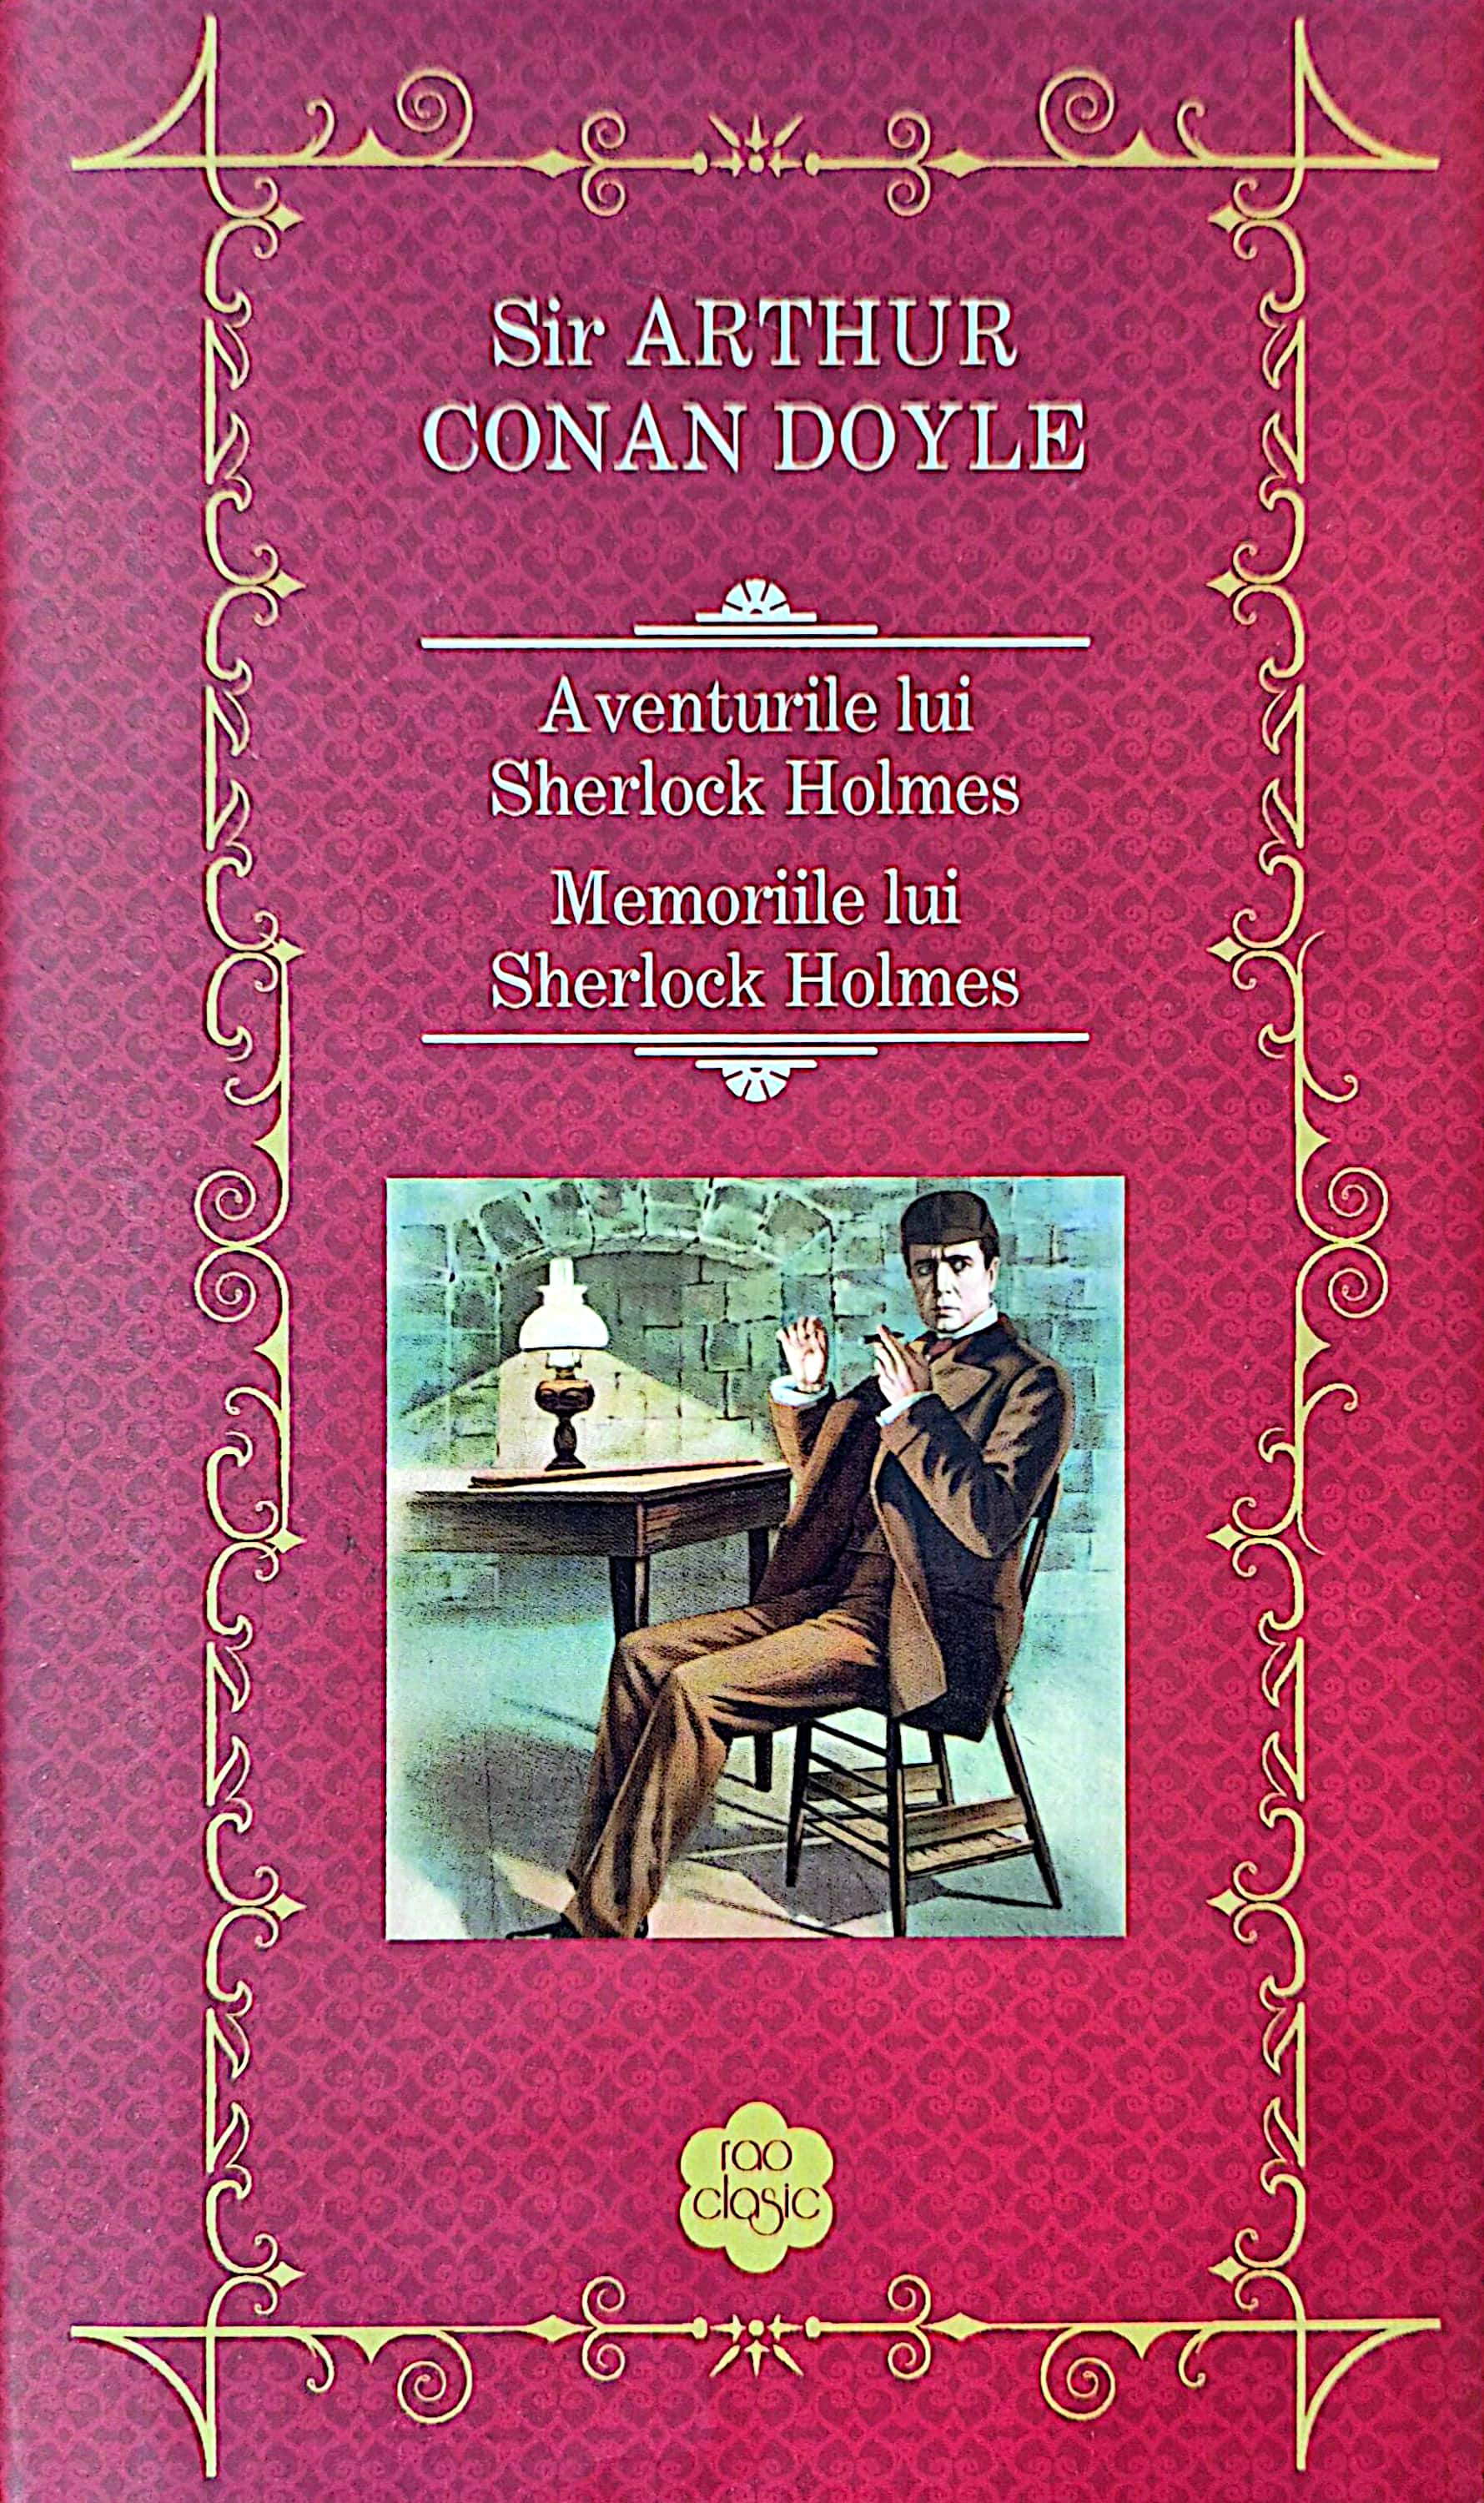 Sir ARTHUR
CONAN DOYLE
Aventurile lui
Sherlock Holmes
Memoriile lui
Sherlock Holmes
rao
clasic